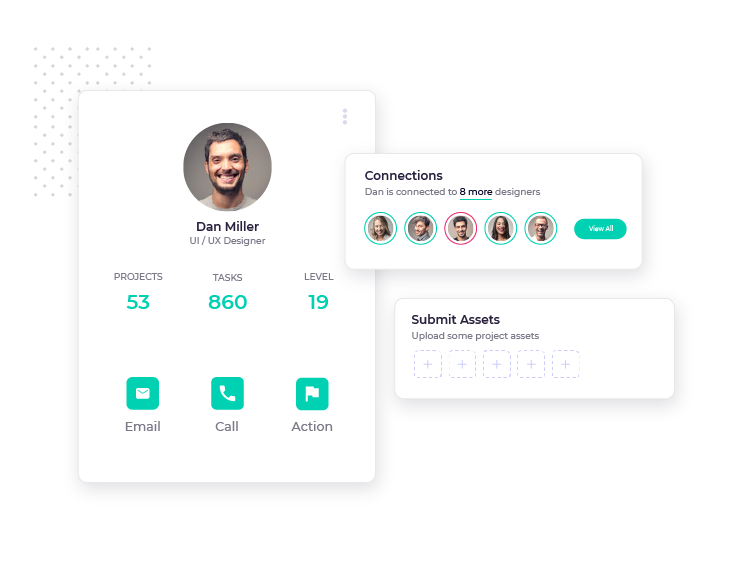 Dan Miller
UI / UX Designer
PROJECTS
TASKS
LEVEL
53
860
19
Email
Call
Action
Connections
Dan is connected to 8 more designers
View All
Submit Assets
Upload some project assets